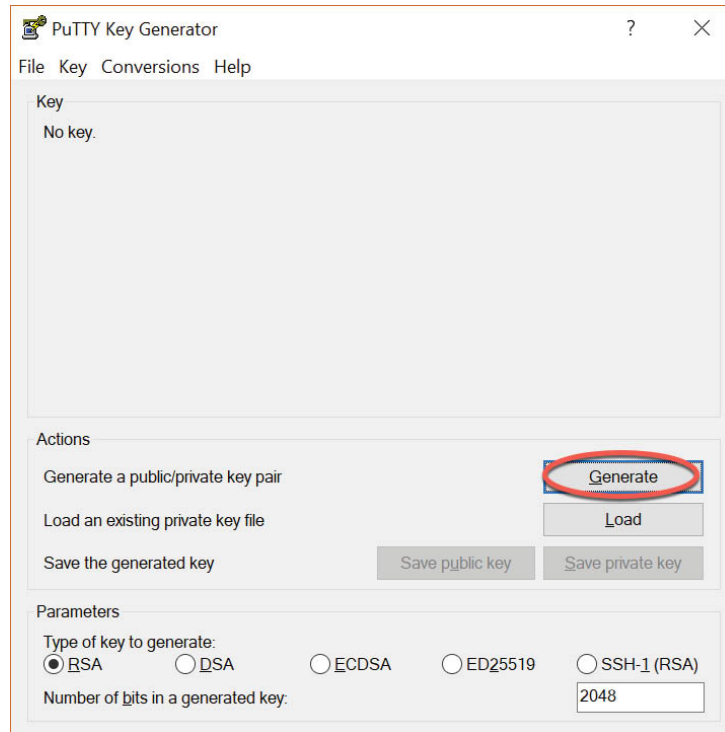 PuTTY Key Generator ? ×
File Key Conversions Help
Key
No key.
Actions
Generate a public/private key pair Generate
Load an existing private key file Load
Save the generated key Save public key Save private key
Parameters
Type of key to generate:
RSA DSA ECDSA ED25519 SSH-1 (RSA)
Number of bits in a generated key: 2048